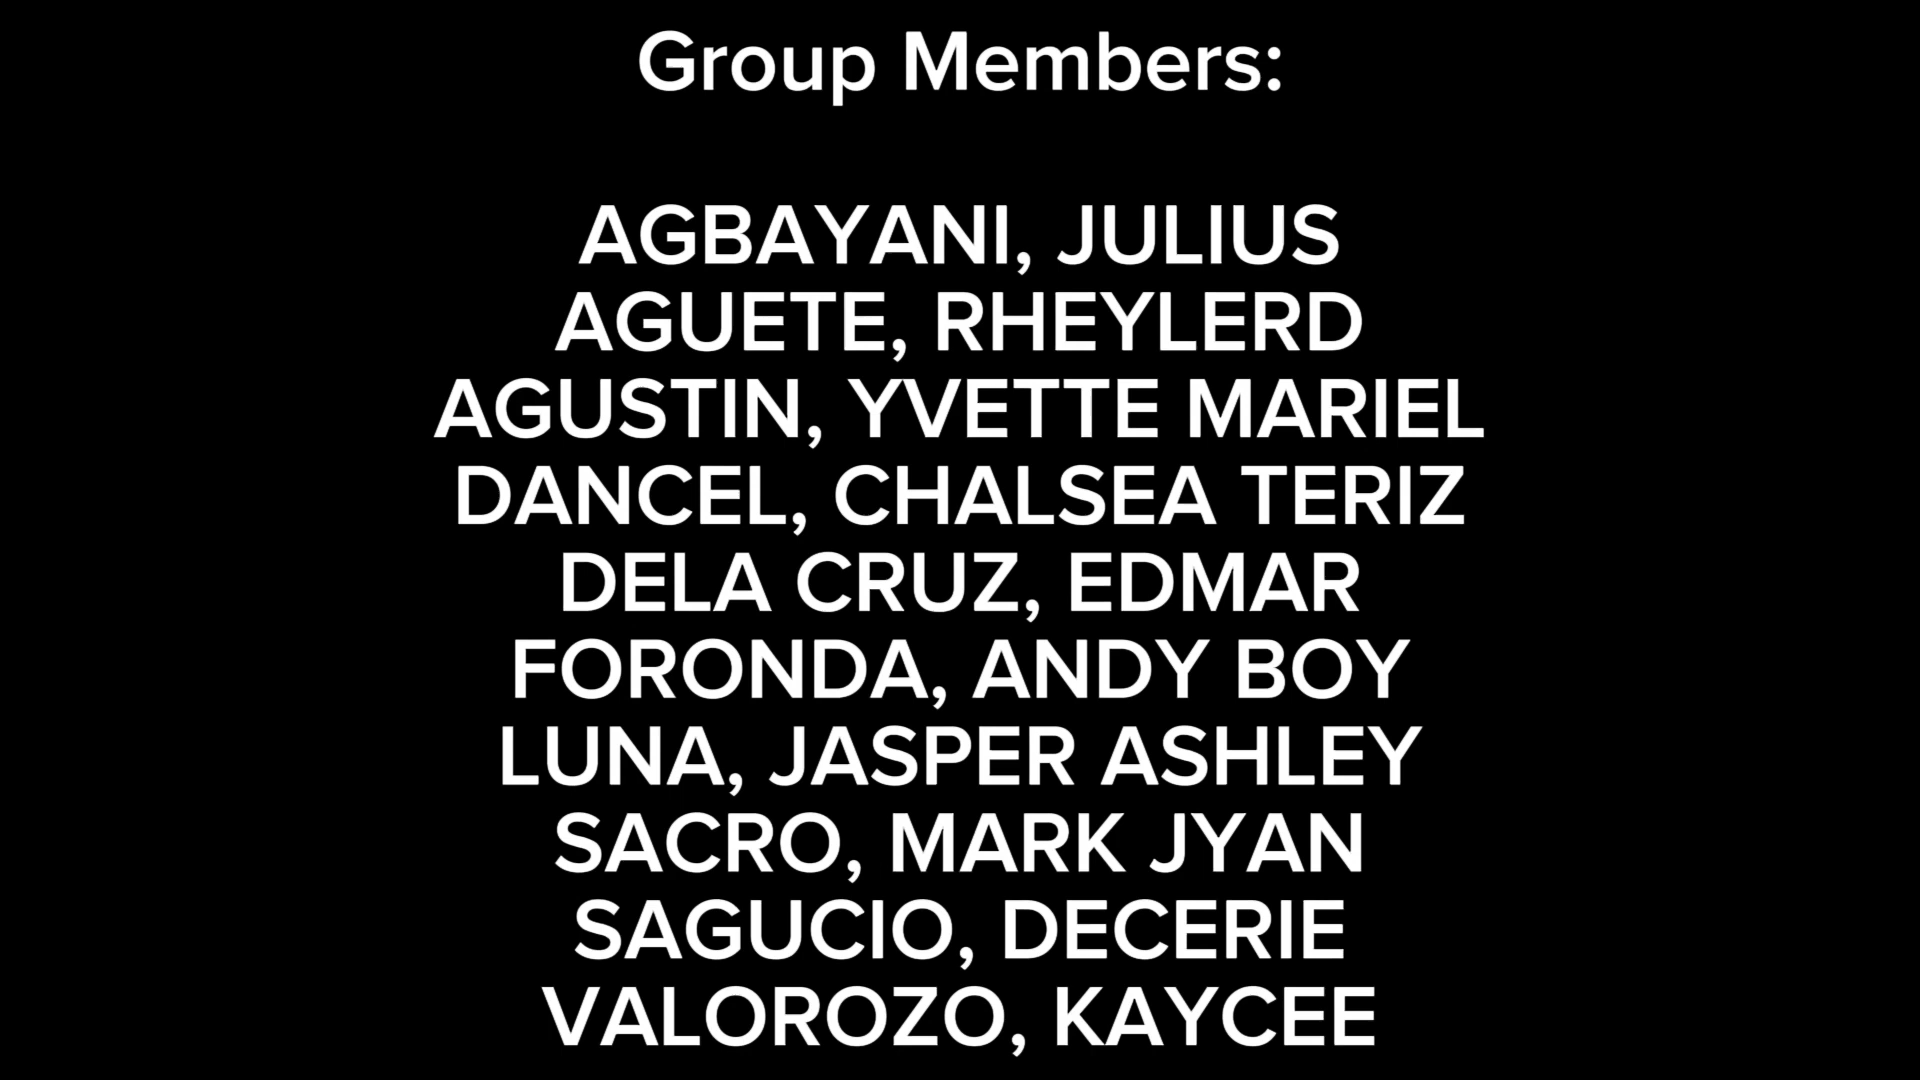 Group Members:
AGBAYANI, JULIUS
AGUETE, RHEYLERD
AGUSTIN, YVETTE MARIEL
DANCEL, CHALSEA TERIZ
DELA CRUZ, EDMAR
FORONDA, ANDY BOY
LUNA, JASPER ASHLEY
SACRO, MARK JYAN
SAGUCIO, DECERIE
VALOROZO, KAYCEE